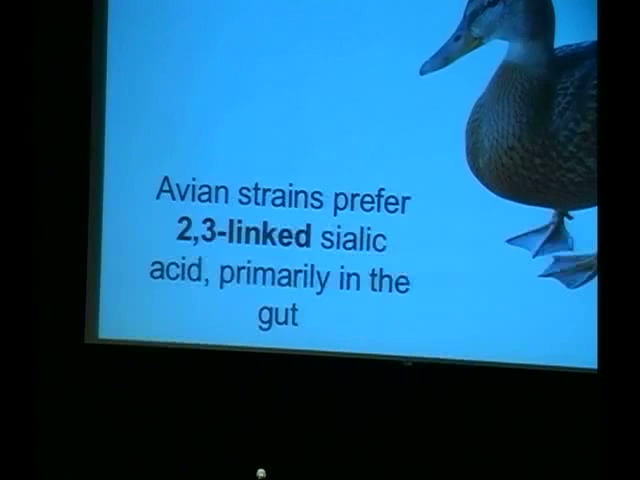 Avian strains prefer
2,3-linked sialic
acid, primarily in the
gut